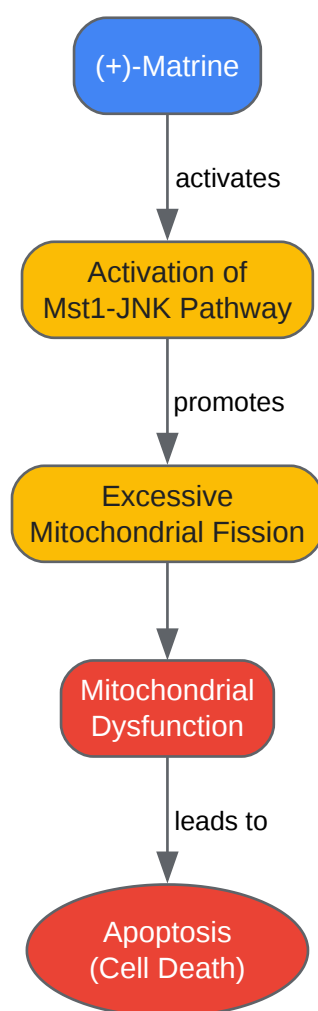 (+)-Matrine
activates
Activation of
Mst1-JNK Pathway
promotes
Excessive
Mitochondrial Fission
Mitochondrial
Dysfunction
leads to
Apoptosis
(Cell Death)